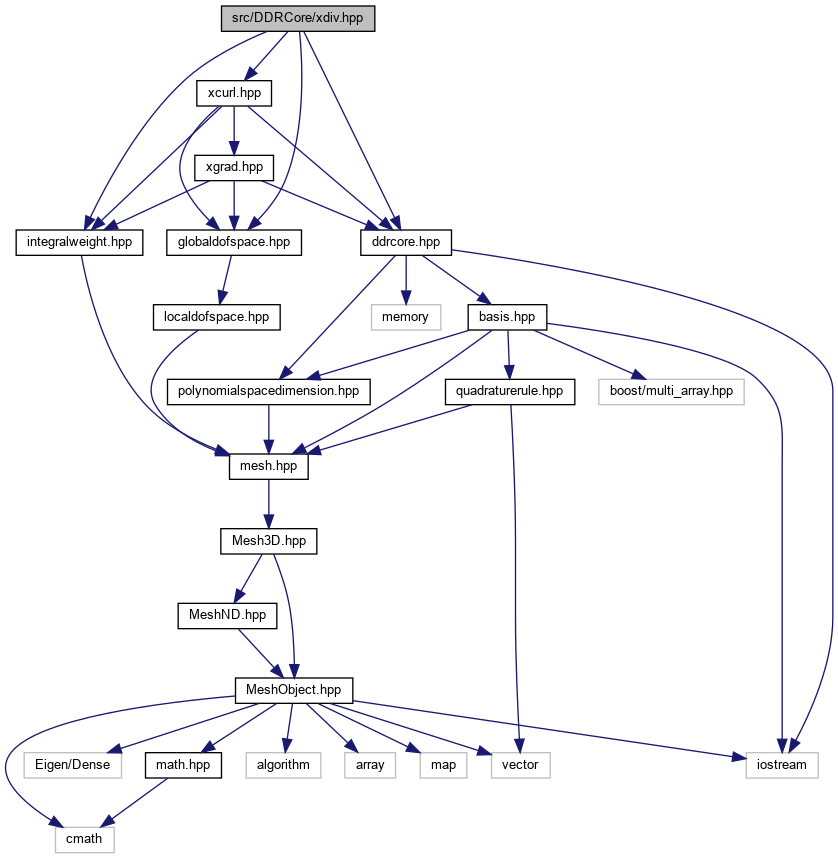 src/DDRCore/xdiv.hpp
xcurl.hpp
xgrad.hpp
integralweight.hpp
globaldofspace.hpp
ddrcore.hpp
localdofspace.hpp
memory
basis.hpp
polynomialspacedimension.hpp
quadraturerule.hpp
boost/multi_array.hpp
mesh.hpp
Mesh3D.hpp
MeshND.hpp
MeshObject.hpp
Eigen/Dense
math.hpp
algorithm
array
map
vector
iostream
cmath